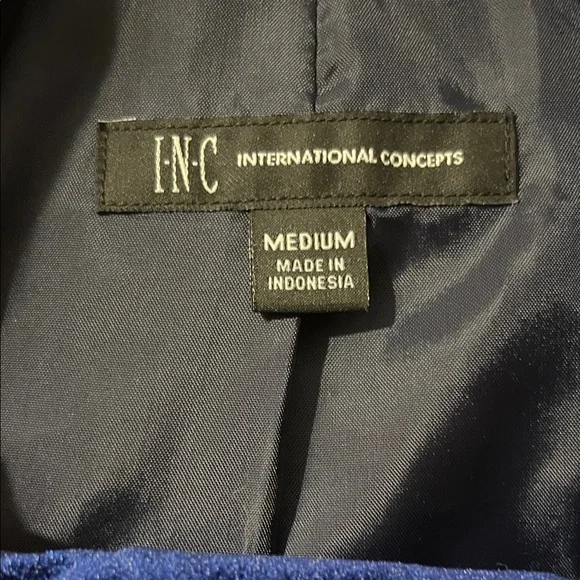 I·N·C INTERNATIONAL CONCEPTS
MEDIUM
MADE IN
INDONESIA